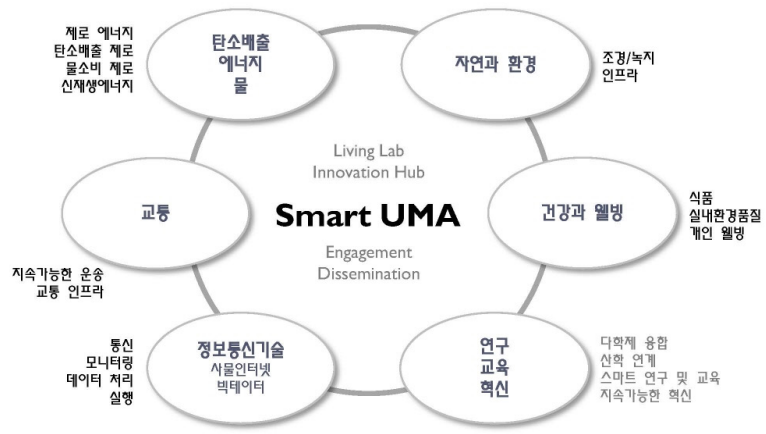 제로 에너지
탄소배출 제로
물소비 제로
신재생에너지
탄소배출
에너지
물
자연과 환경
조경/녹지
인프라
Living Lab
Innovation Hub
Smart UMA
Engagement
Dissemination
교통
지속가능한 운송
교통 인프라
건강과 웰빙
식품
실내환경품질
개인 웰빙
통신
모니터링
데이터 처리
실행
정보통신기술
사물인터넷
빅테이터
연구
교육
혁신
다학제 융합
산학 연계
스마트 연구 및 교육
지속가능한 혁신